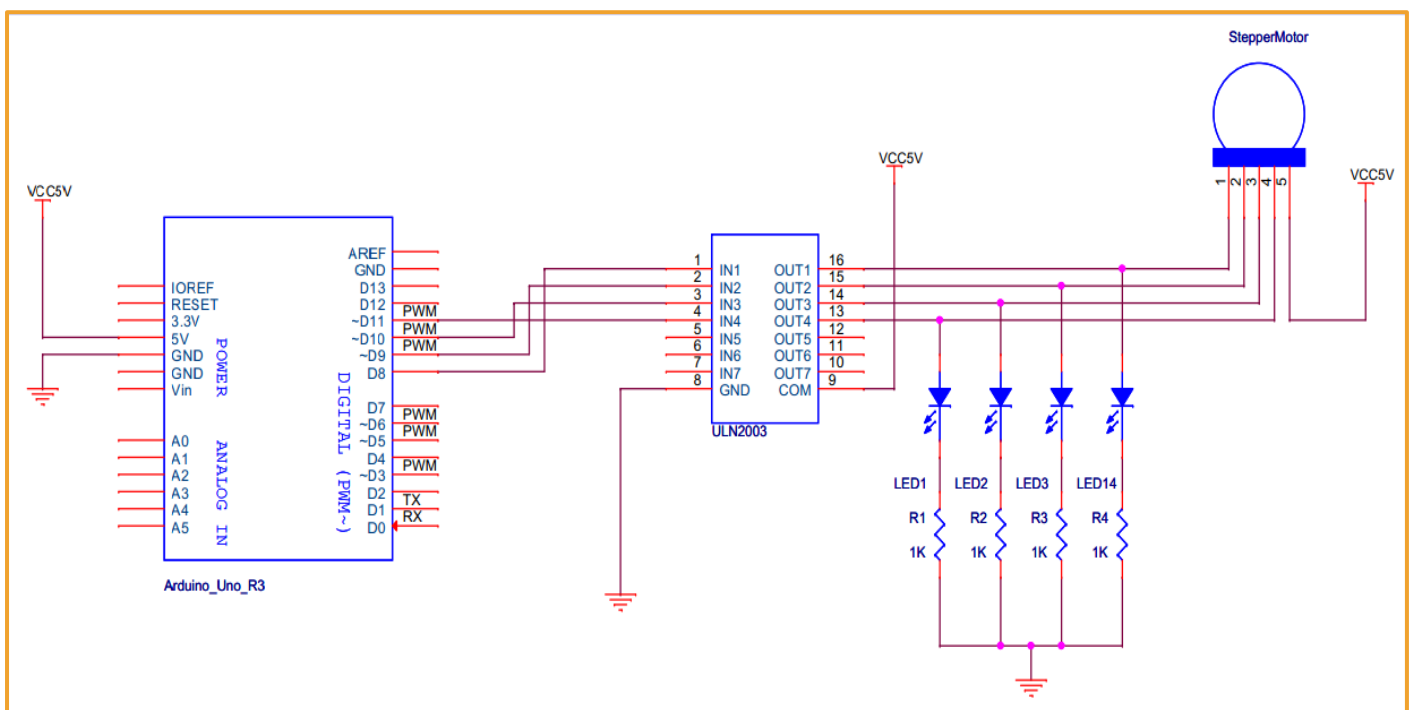 StepperMotor
VCC5V
VCC5V
VCC5V
1
2
3
4
5
IOREF
RESET
3.3V
5V
GND
GND
Vin
POWER
A0
A1
A2
A3
A4
A5
ANALOG IN
AREF
GND
D13
D12
~D11 PWM
~D10 PWM
~D9 PWM
D8
D7
~D6 PWM
~D5 PWM
D4
~D3 PWM
D2
D1 TX
D0 RX
DIGITAL (PWM~)
Arduino_Uno_R3
1 IN1 OUT1 16
2 IN2 OUT2 15
3 IN3 OUT3 14
4 IN4 OUT4 13
5 IN5 OUT5 12
6 IN6 OUT6 11
7 IN7 OUT7 10
8 GND COM 9
ULN2003
LED1 LED2 LED3 LED14
R1 R2 R3 R4
1K 1K 1K 1K